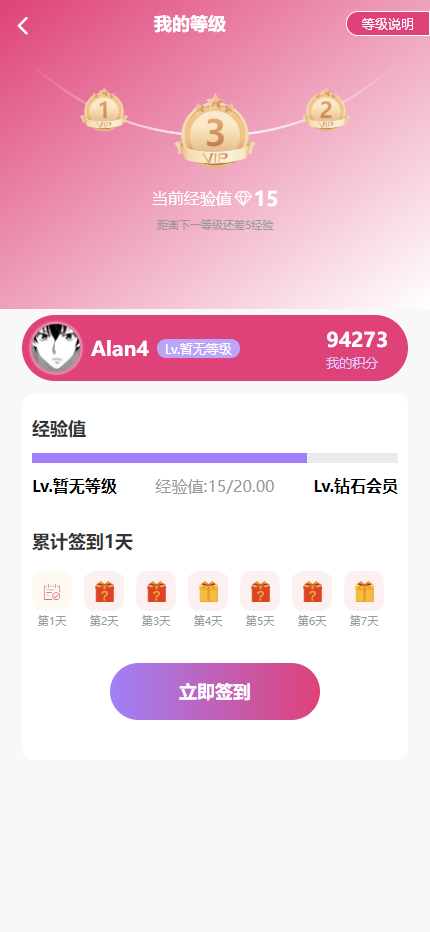 我的等级
等级说明
1
VIP
3
VIP
2
VIP
当前经验值15
距离下一等级还差5经验
Alan4
Lv.暂无等级
94273
我的积分
经验值
Lv.暂无等级
经验值:15/20.00
Lv.钻石会员
累计签到1天
?
?
?
?
第1天
第2天
第3天
第4天
第5天
第6天
第7天
立即签到